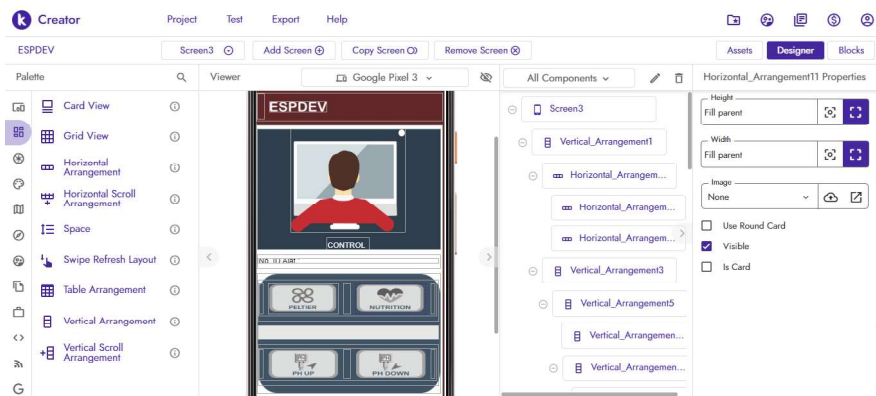 Creator
Project Test Export Help
ESPDEV
Screen3
Add Screen
Copy Screen
Remove Screen
Assets Designer Blocks
Palette
Viewer
Google Pixel 3
All Components
Horizontal_Arrangement11 Properties
Card View
Grid View
Horizontal
Arrangement
Horizontal Scroll
Arrangement
Space
Swipe Refresh Layout
Table Arrangement
Vertical Arrangement
Vertical Scroll
Arrangement
ESPDEV
CONTROL
No. ID Alat :
PELTIER
NUTRITION
PH UP
PH DOWN
Screen3
Vertical_Arrangement1
Horizontal_Arrangem...
Horizontal_Arrangem...
Horizontal_Arrangem...
Vertical_Arrangement3
Vertical_Arrangement5
Vertical_Arrangemen...
Vertical_Arrangemen...
Height
Fill parent
Width
Fill parent
Image
None
Use Round Card
Visible
Is Card